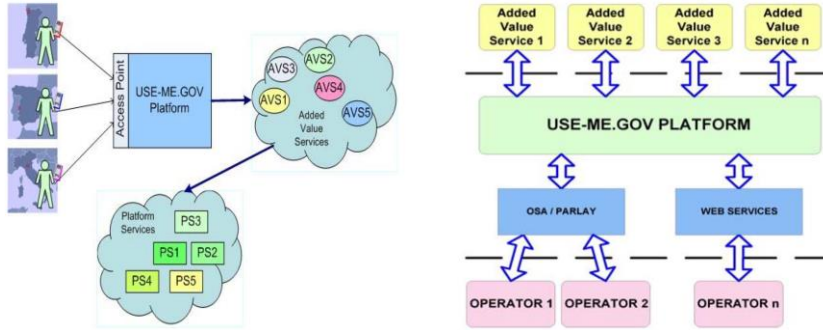 Access Point
USE-ME.GOV
Platform
AVS3
AVS2
AVS4
AVS1
AVS5
Added
Value
Services
Platform
Services
PS3
PS1
PS2
PS4
PS5
Added
Value
Service 1
Added
Value
Service 2
Added
Value
Service 3
Added
Value
Service n
USE-ME.GOV PLATFORM
OSA / PARLAY
WEB SERVICES
OPERATOR 1
OPERATOR 2
OPERATOR n